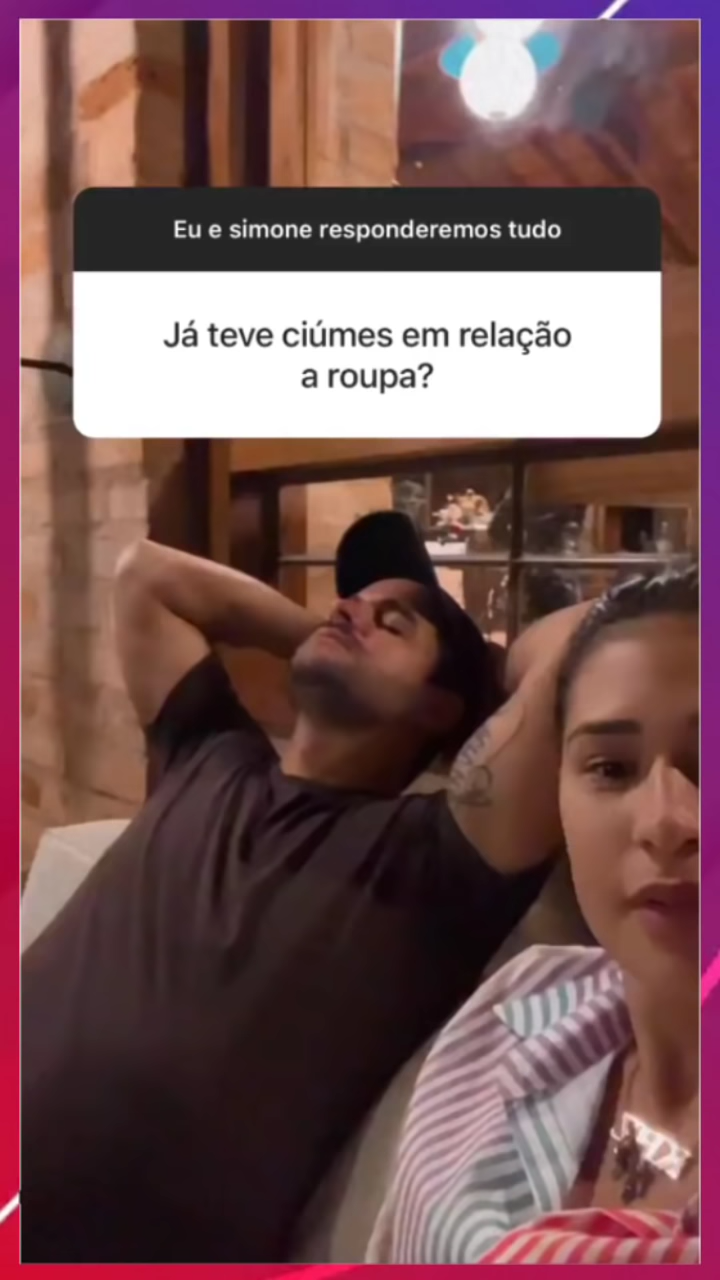 Eu e simone responderemos tudo
Já teve ciúmes em relação
a roupa?